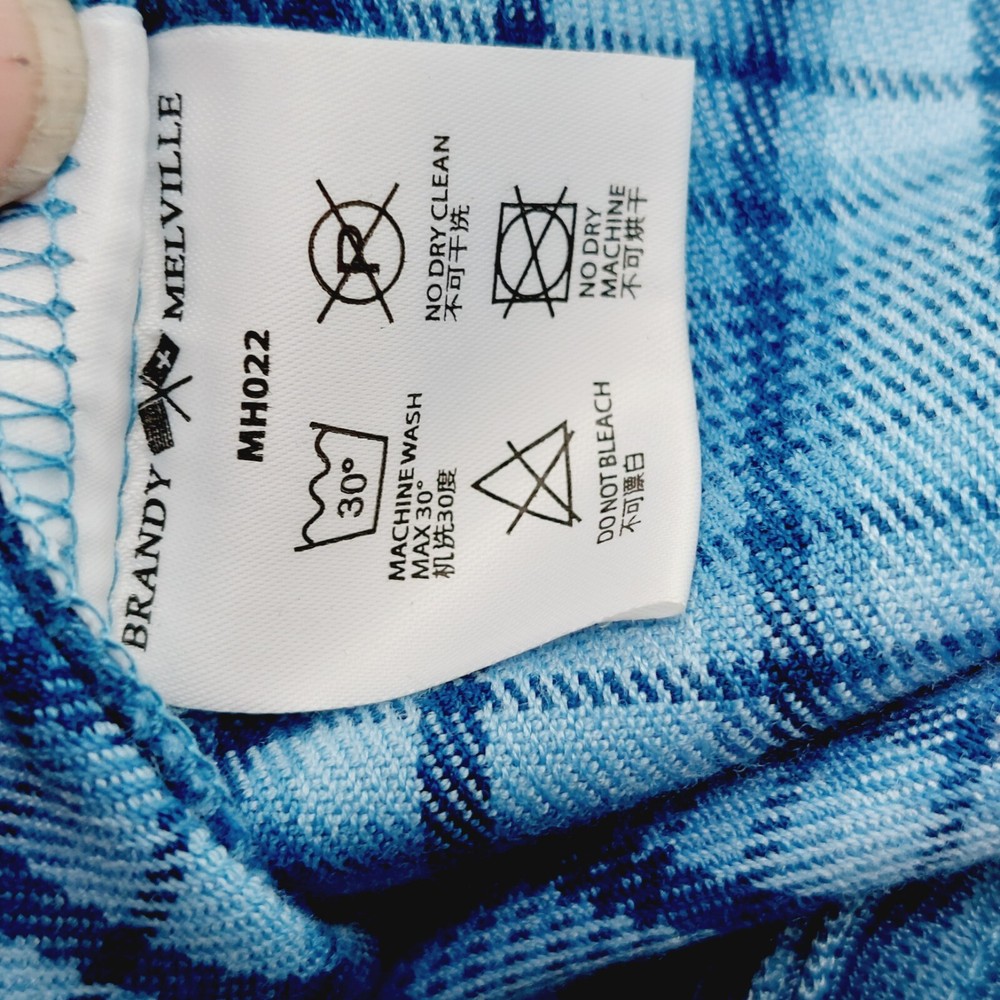 BRANDY MELVILLE
MH022
30°
MACHINE WASH
MAX 30°
机洗30度
P
NO DRY CLEAN
不可干洗
DO NOT BLEACH
不可漂白
NO DRY
MACHINE
不可烘干